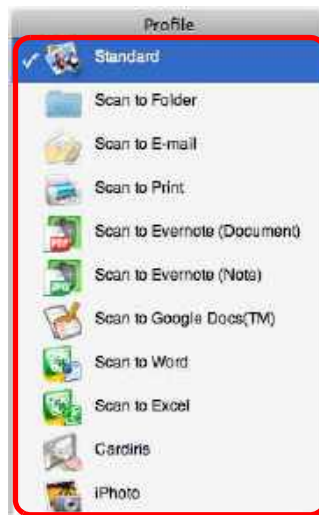 Profile
Standard
Scan to Folder
Scan to E-mail
Scan to Print
Scan to Evernote (Document)
Scan to Evernote (Note)
Scan to Google Docs(TM)
Scan to Word
Scan to Excel
Cardiris
iPhoto